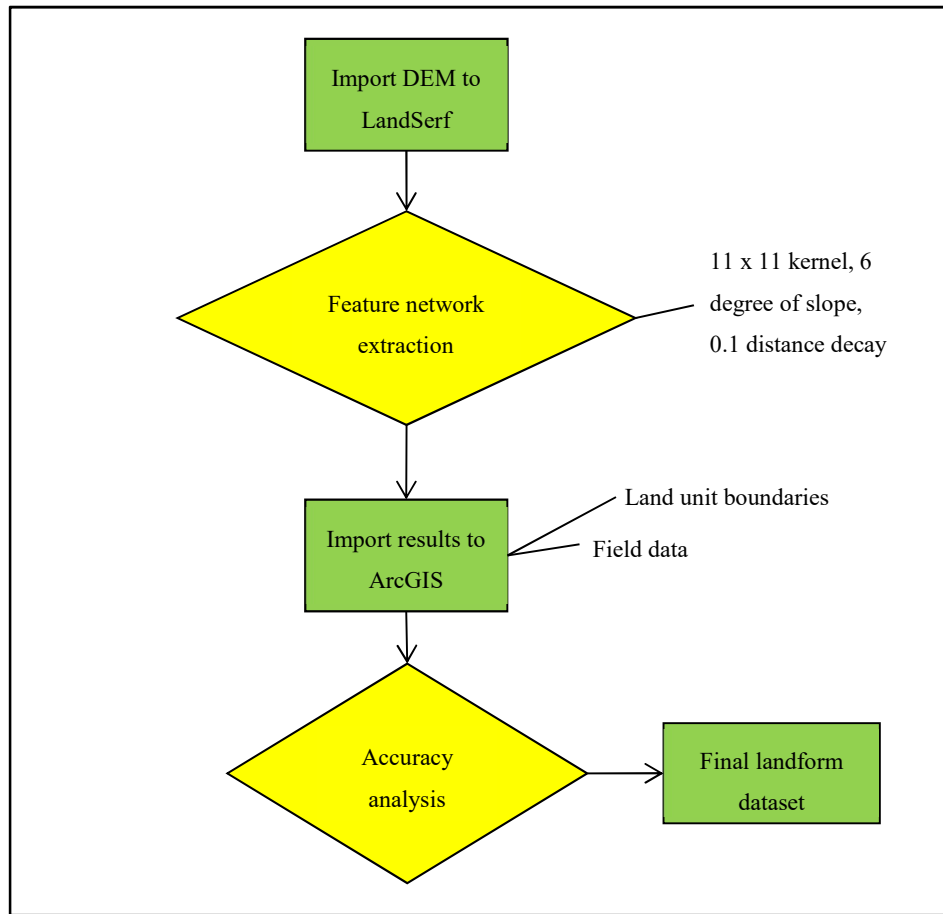 Import DEM to
LandSerf
Feature network
extraction
11 x 11 kernel, 6
degree of slope,
0.1 distance decay
Import results to
ArcGIS
Land unit boundaries
Field data
Accuracy
analysis
Final landform
dataset